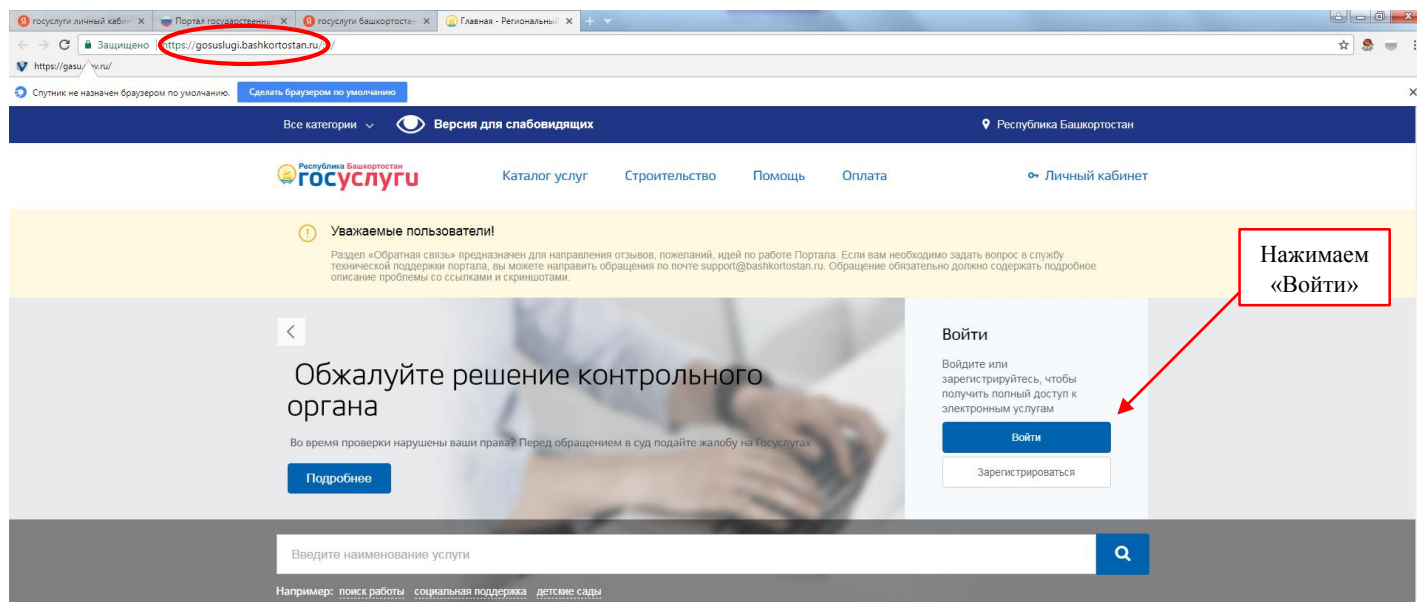 госуслуги личный каби
Портал государственны
госуслуги башкортостан
Главная - Региональный
Защищено
https://gosuslugi.bashkortostan.ru/
Спутник не назначен браузером по умолчанию.
Сделать браузером по умолчанию
Все категории
Версия для слабовидящих
Республика Башкортостан
Республика Башкортостан
госуслуги
Каталог услуг
Строительство
Помощь
Оплата
Личный кабинет
Уважаемые пользователи!
Раздел «Обратная связь» предназначен для направления отзывов, пожеланий, идей по работе Портала. Если вам необходимо задать вопрос в службу
технической поддержки портала, вы можете направить обращения по почте support@bashkortostan.ru. Обращение обязательно должно содержать подробное
описание проблемы со ссылками и скриншотами.
Нажимаем
«Войти»
Обжалуйте решение контрольного
органа
Во время проверки нарушены ваши права? Перед обращением в суд подайте жалобу на Госуслугах
Подробнее
Войти
Войдите или
зарегистрируйтесь, чтобы
получить полный доступ к
электронным услугам
Войти
Зарегистрироваться
Введите наименование услуги
Например: поиск работы социальная поддержка детские сады